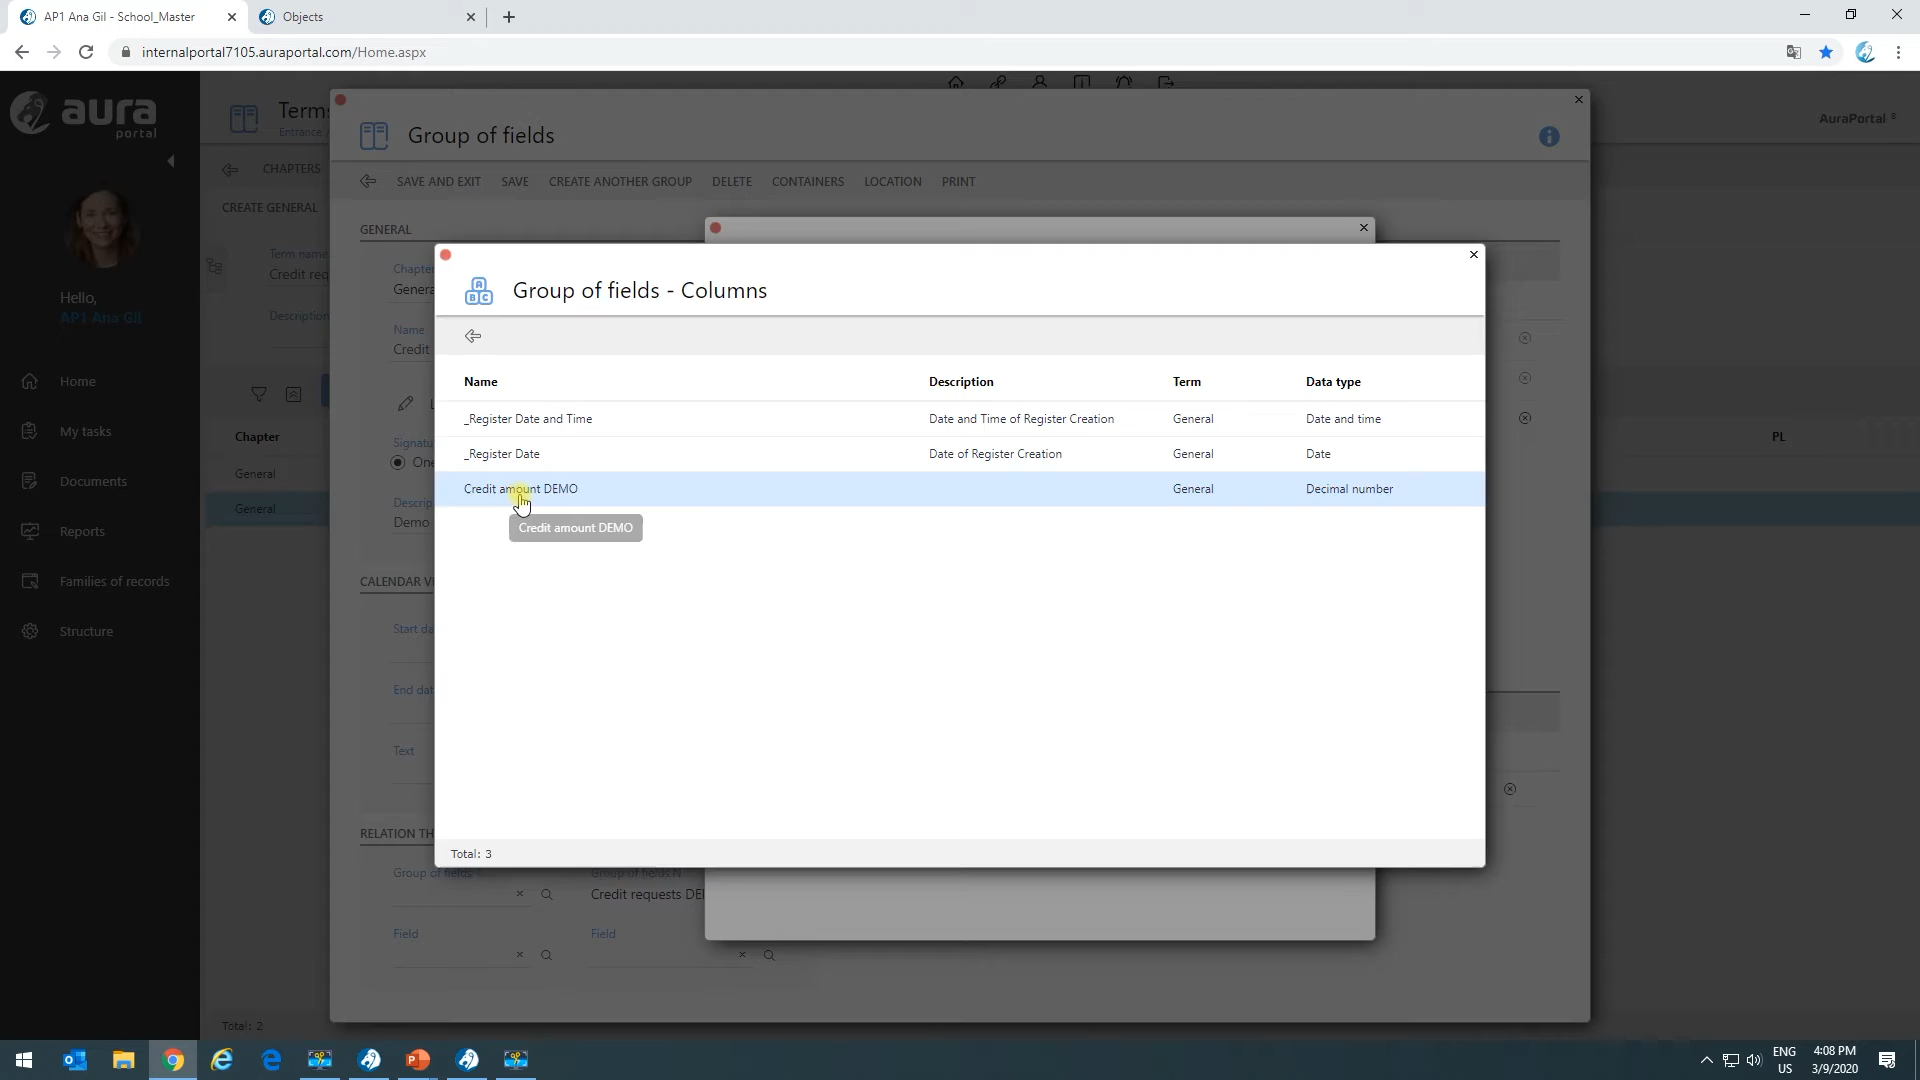 AP1 Ana Gil - School_Master
Objects
internalportal7105.auraportal.com/Home.aspx
aura
portal
Hello,
AP1 Ana Gil
Home
My tasks
Documents
Reports
Families of records
Structure
Terms
Entrance /
AuraPortal ®
CHAPTERS
CREATE GENERAL
Term name
Credit req
Description
Chapter
General
General
PL
Total: 2
Group of fields
SAVE AND EXIT SAVE CREATE ANOTHER GROUP DELETE CONTAINERS LOCATION PRINT
GENERAL
Chapter
Genera
Name
Credit
Signatu
One
Descrip
Demo
CALENDAR VI
Start da
End dat
Text
RELATION TH
Group of fields
Group of fields N
Credit requests DE
Field
Field
Group of fields - Columns
Name Description Term Data type
_Register Date and Time Date and Time of Register Creation General Date and time
_Register Date Date of Register Creation General Date
Credit amount DEMO General Decimal number
Credit amount DEMO
Total: 3
ENG
US
4:08 PM
3/9/2020